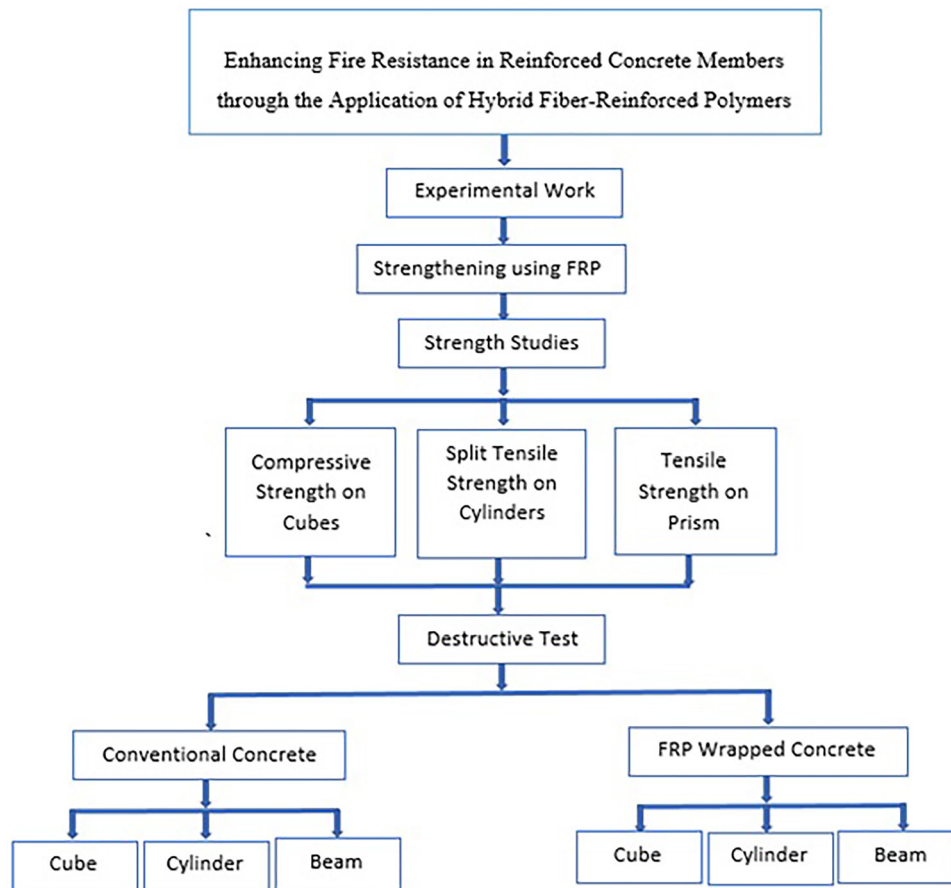 Enhancing Fire Resistance in Reinforced Concrete Members
through the Application of Hybrid Fiber-Reinforced Polymers
Experimental Work
Strengthening using FRP
Strength Studies
Compressive
Strength on
Cubes
Split Tensile
Strength on
Cylinders
Tensile
Strength on
Prism
`
Destructive Test
Conventional Concrete
FRP Wrapped Concrete
Cube
Cylinder
Beam
Cube
Cylinder
Beam